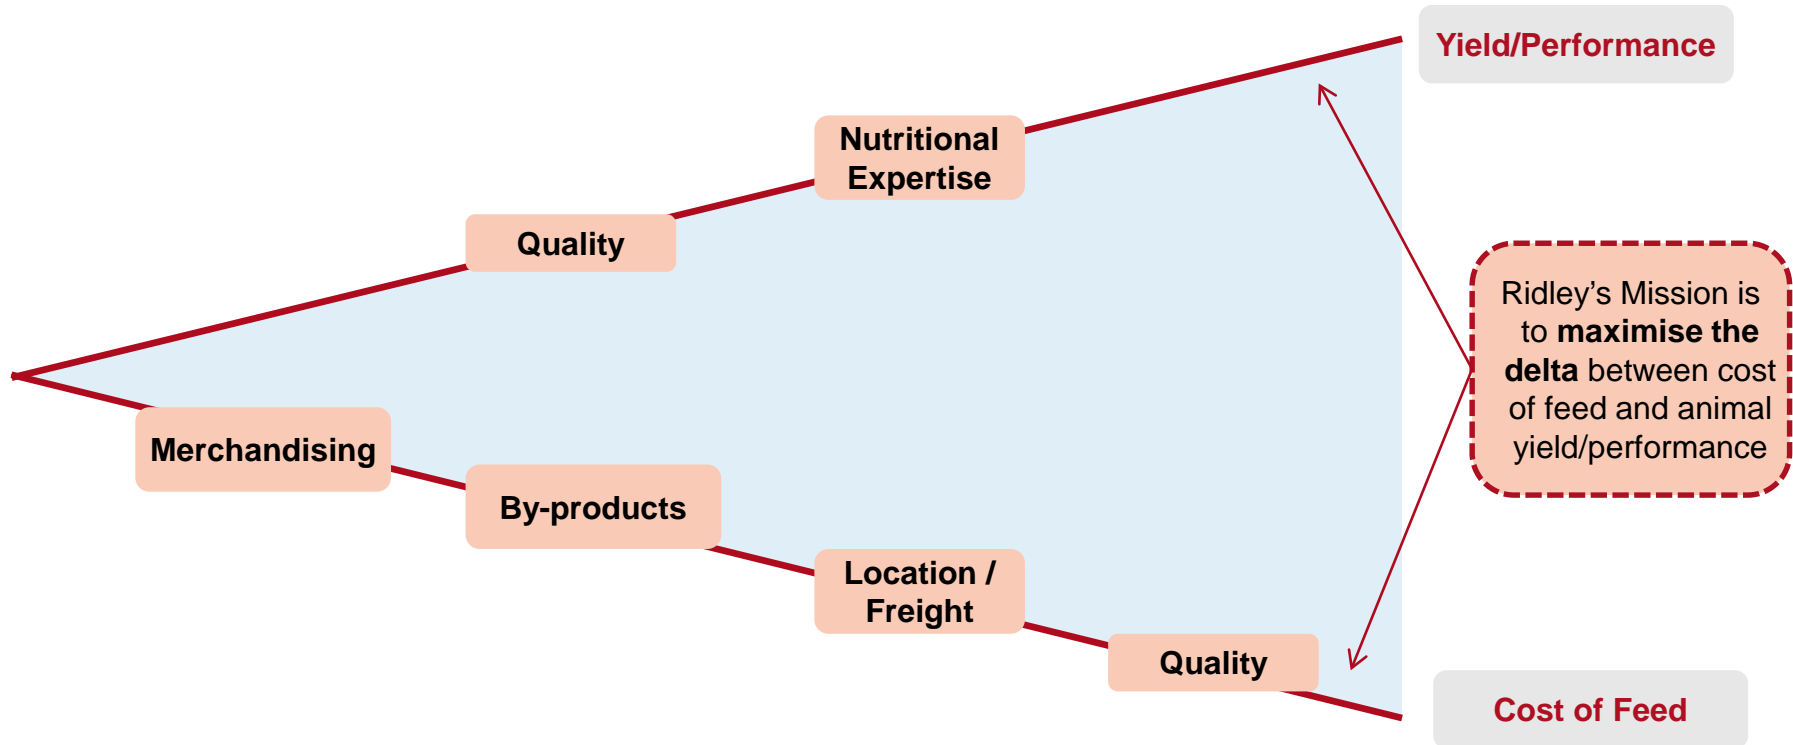 Yield/Performance
Nutritional
Expertise
Quality
Ridley’s Mission is
to maximise the
delta between cost
of feed and animal
yield/performance
Merchandising
By-products
Location /
Freight
Quality
Cost of Feed